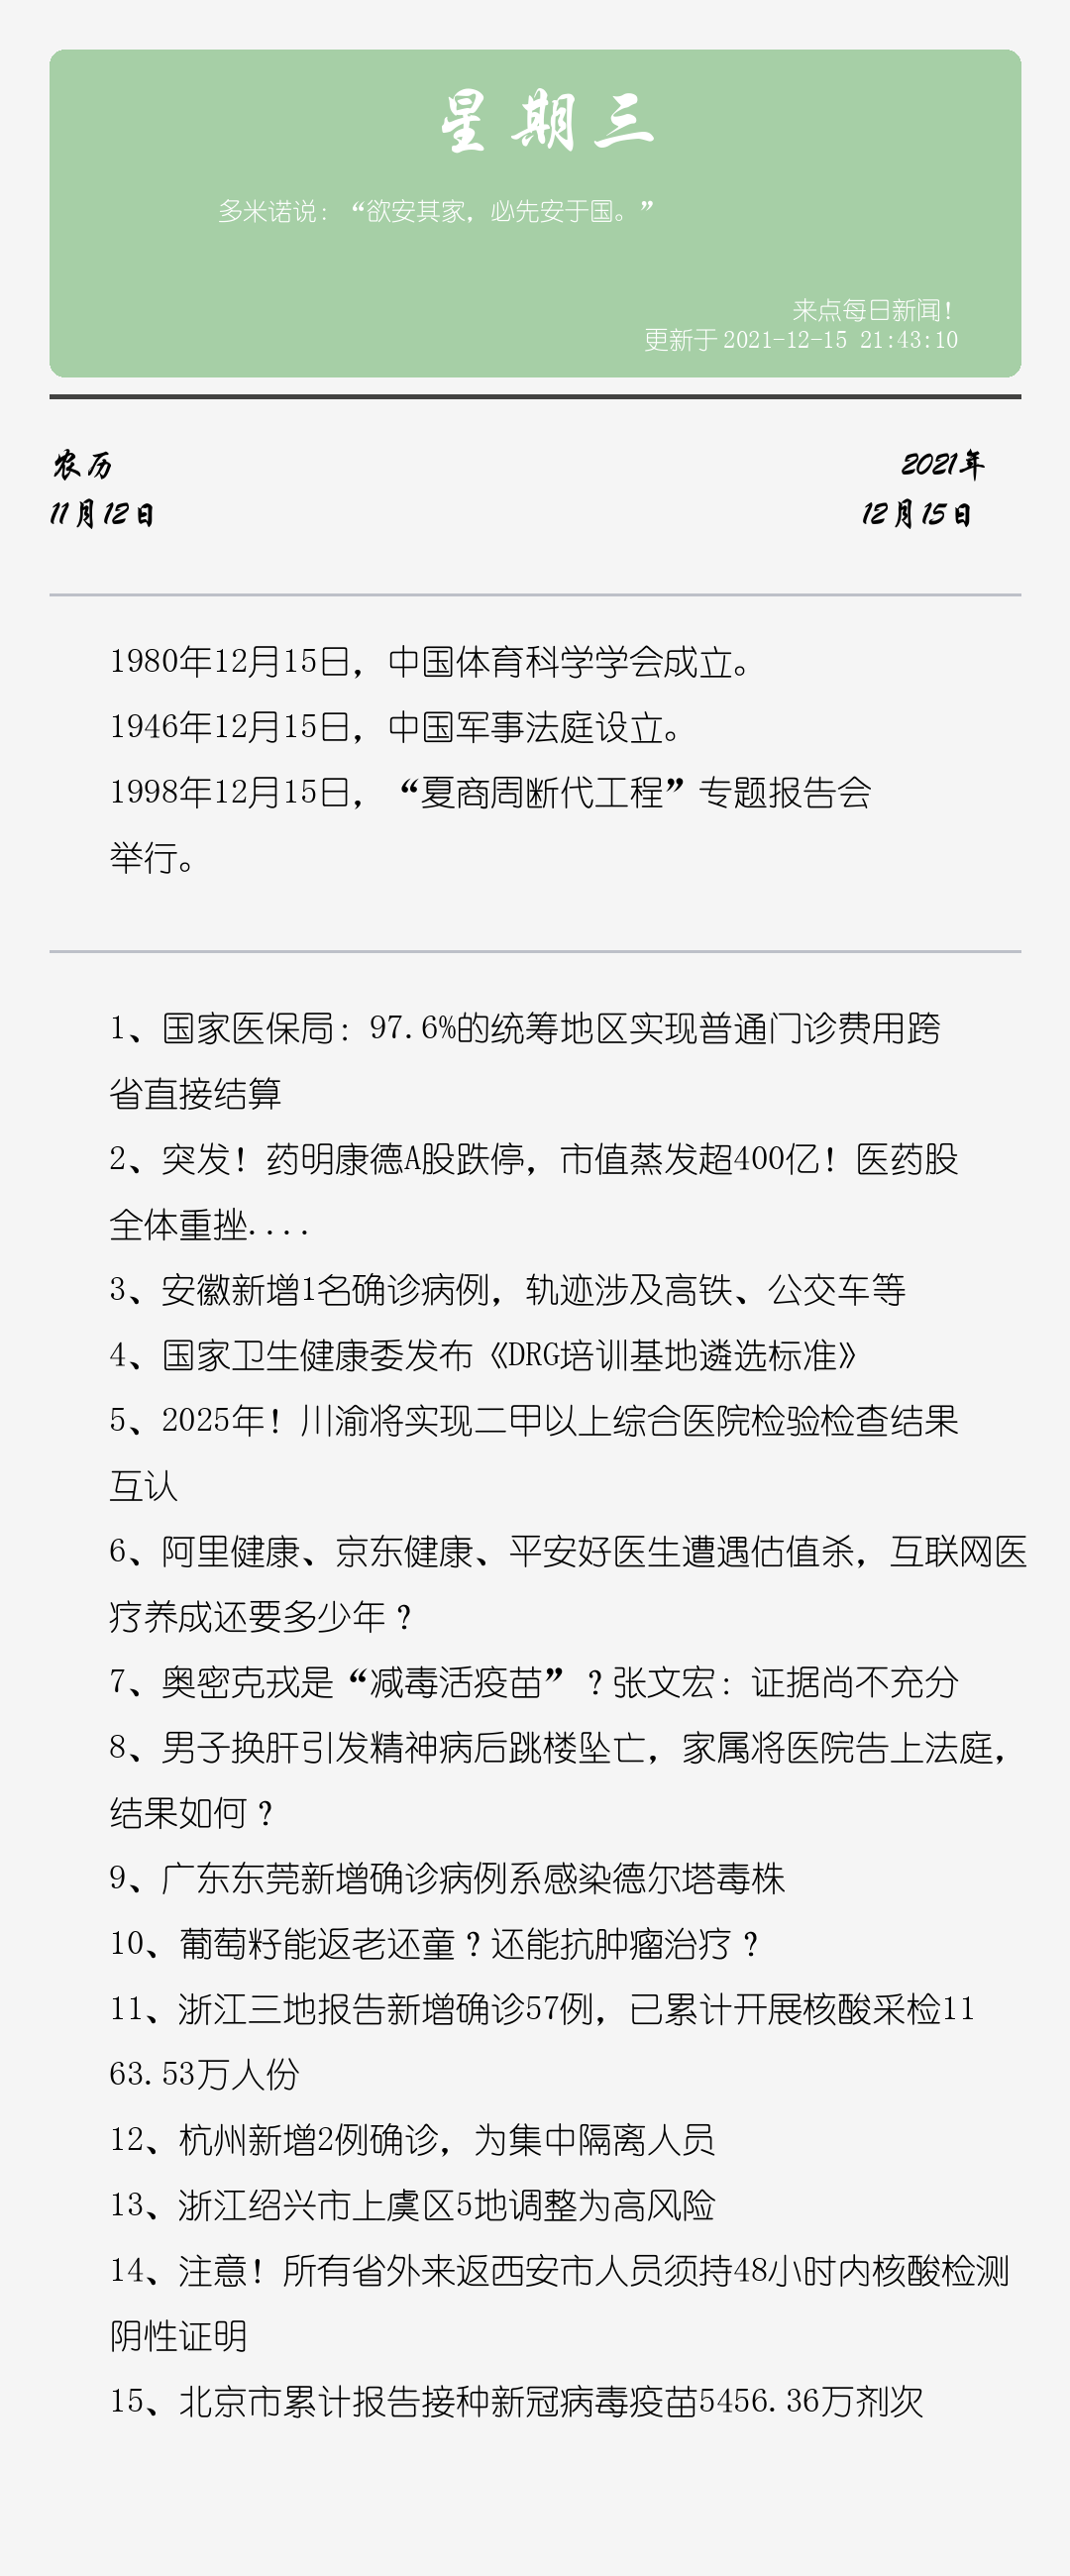 星期三
多米诺说：“欲安其家，必先安于国。”
来点每日新闻！
更新于2021-12-15 21:43:10
农历
2021年
11月12日
12月15日
1980年12月15日，中国体育科学学会成立。
1946年12月15日，中国军事法庭设立。
1998年12月15日，“夏商周断代工程”专题报告会
举行。
1、国家医保局：97.6%的统筹地区实现普通门诊费用跨
省直接结算
2、突发！药明康德A股跌停，市值蒸发超400亿！医药股
全体重挫....
3、安徽新增1名确诊病例，轨迹涉及高铁、公交车等
4、国家卫生健康委发布《DRG培训基地遴选标准》
5、2025年！川渝将实现二甲以上综合医院检验检查结果
互认
6、阿里健康、京东健康、平安好医生遭遇估值杀，互联网医
疗养成还要多少年？
7、奥密克戎是“减毒活疫苗”？张文宏：证据尚不充分
8、男子换肝引发精神病后跳楼坠亡，家属将医院告上法庭，
结果如何？
9、广东东莞新增确诊病例系感染德尔塔毒株
10、葡萄籽能返老还童？还能抗肿瘤治疗？
11、浙江三地报告新增确诊57例，已累计开展核酸采检11
63.53万人份
12、杭州新增2例确诊，为集中隔离人员
13、浙江绍兴市上虞区5地调整为高风险
14、注意！所有省外来返西安市人员须持48小时内核酸检测
阴性证明
15、北京市累计报告接种新冠病毒疫苗5456.36万剂次